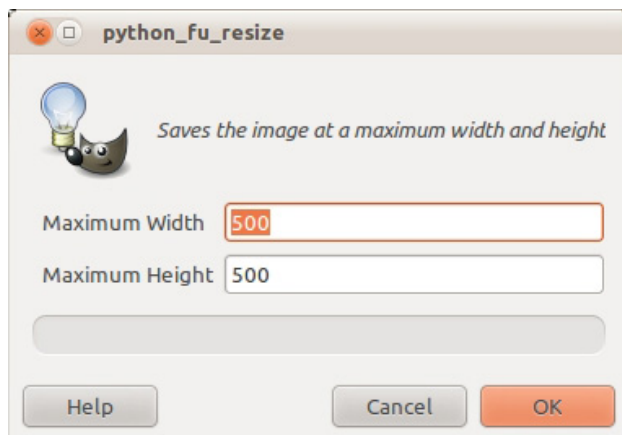 python_fu_resize
Saves the image at a maximum width and height
Maximum Width 500
Maximum Height 500
Help Cancel OK